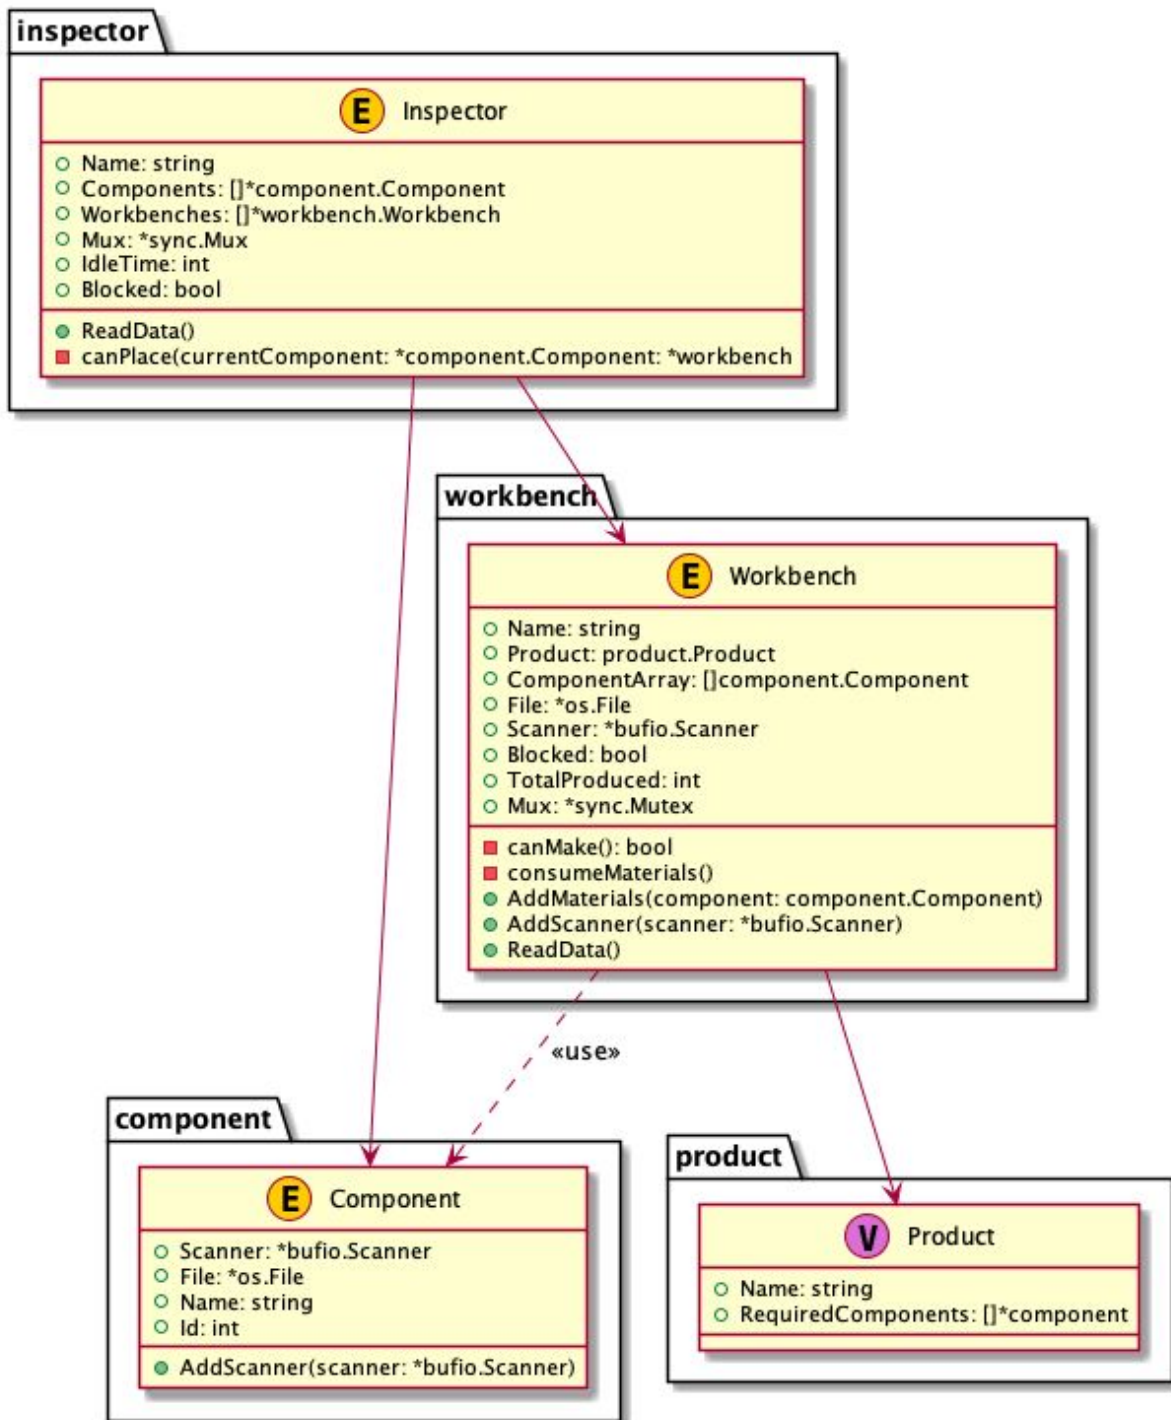 inspector
E Inspector
Name: string
Components: []*component.Component
Workbenches: []*workbench.Workbench
Mux: *sync.Mux
IdleTime: int
Blocked: bool
ReadData()
canPlace(currentComponent: *component.Component: *workbench
workbench
E Workbench
Name: string
Product: product.Product
ComponentArray: []component.Component
File: *os.File
Scanner: *bufio.Scanner
Blocked: bool
TotalProduced: int
Mux: *sync.Mutex
canMake(): bool
consumeMaterials()
AddMaterials(component: component.Component)
AddScanner(scanner: *bufio.Scanner)
ReadData()
«use»
component
E Component
Scanner: *bufio.Scanner
File: *os.File
Name: string
Id: int
AddScanner(scanner: *bufio.Scanner)
product
V Product
Name: string
RequiredComponents: []*component